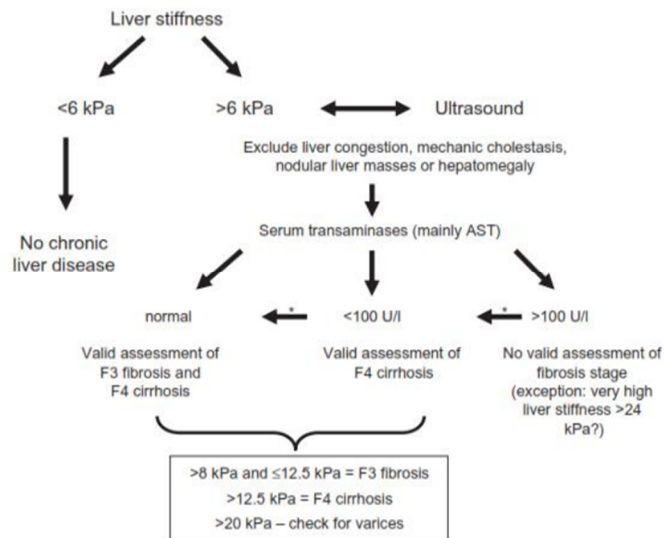 Liver stiffness
<6 kPa
>6 kPa
Ultrasound
Exclude liver congestion, mechanic cholestasis,
nodular liver masses or hepatomegaly
No chronic
liver disease
Serum transaminases (mainly AST)
normal
*
<100 U/l
*
>100 U/l
Valid assessment of
F3 fibrosis and
F4 cirrhosis
Valid assessment of
F4 cirrhosis
No valid assessment of
fibrosis stage
(exception: very high
liver stiffness >24
kPa?)
>8 kPa and ≤12.5 kPa = F3 fibrosis
>12.5 kPa = F4 cirrhosis
>20 kPa – check for varices